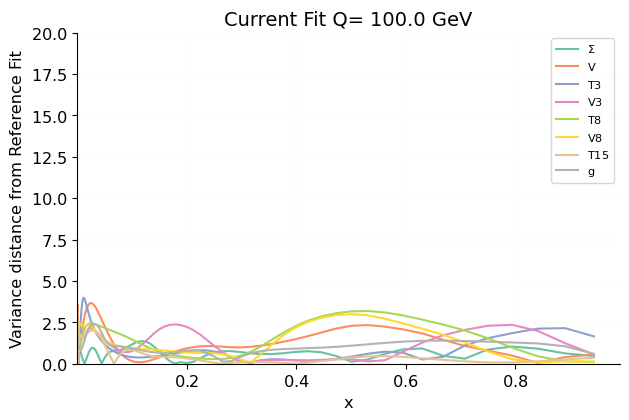 Current Fit Q= 100.0 GeV
Variance distance from Reference Fit
20.0
17.5
15.0
12.5
10.0
7.5
5.0
2.5
0.0
0.2
0.4
0.6
0.8
x
Σ
V
T3
V3
T8
V8
T15
g